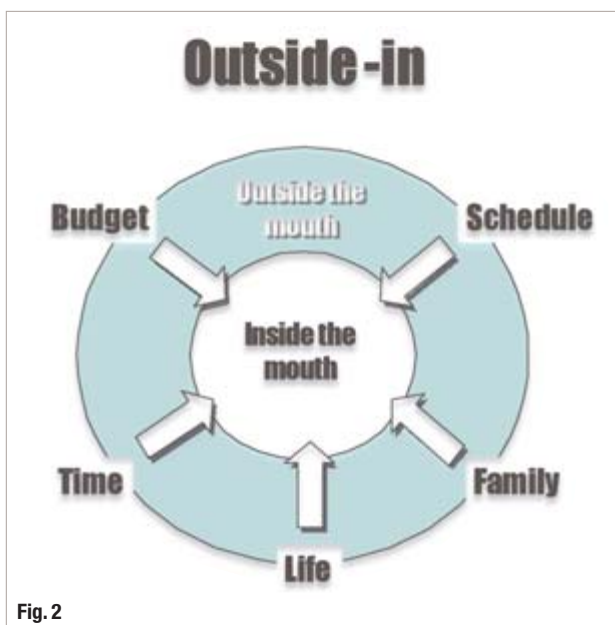 Outside-in
Outside the
mouth
Budget
Schedule
Inside the
mouth
Time
Family
Life
Fig. 2